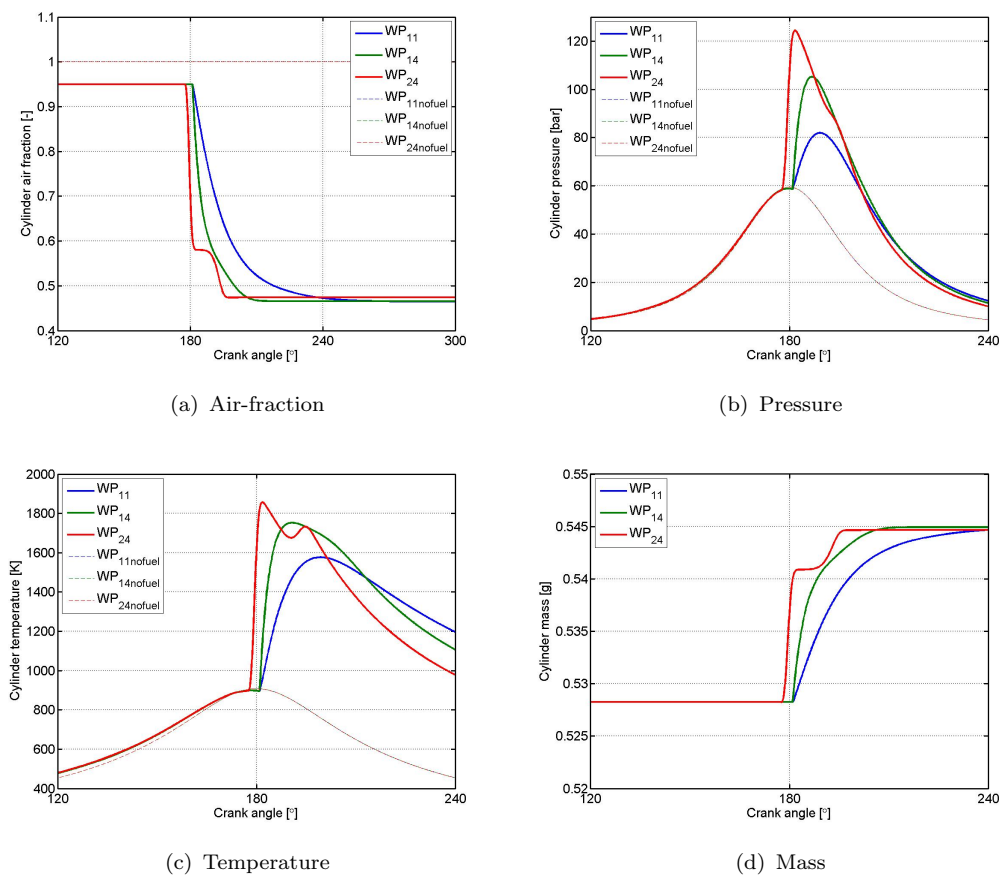 1.1
1
0.9
0.8
0.7
0.6
0.5
0.4
120
180
240
300
Cylinder air fraction [-]
Crank angle [°]
WP11
WP14
WP24
WP11nofuel
WP14nofuel
WP24nofuel
(a) Air-fraction
120
100
80
60
40
20
0
120
180
240
Cylinder pressure [bar]
Crank angle [°]
WP11
WP14
WP24
WP11nofuel
WP14nofuel
WP24nofuel
(b) Pressure
2000
1800
1600
1400
1200
1000
800
600
400
120
180
240
Cylinder temperature [K]
Crank angle [°]
WP11
WP14
WP24
WP11nofuel
WP14nofuel
WP24nofuel
(c) Temperature
0.55
0.545
0.54
0.535
0.53
0.525
0.52
120
180
240
Cylinder mass [g]
Crank angle [°]
WP11
WP14
WP24
(d) Mass